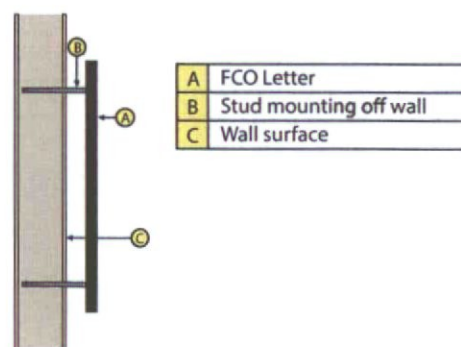 B
A FCO Letter
B Stud mounting off wall
C Wall surface
A
C